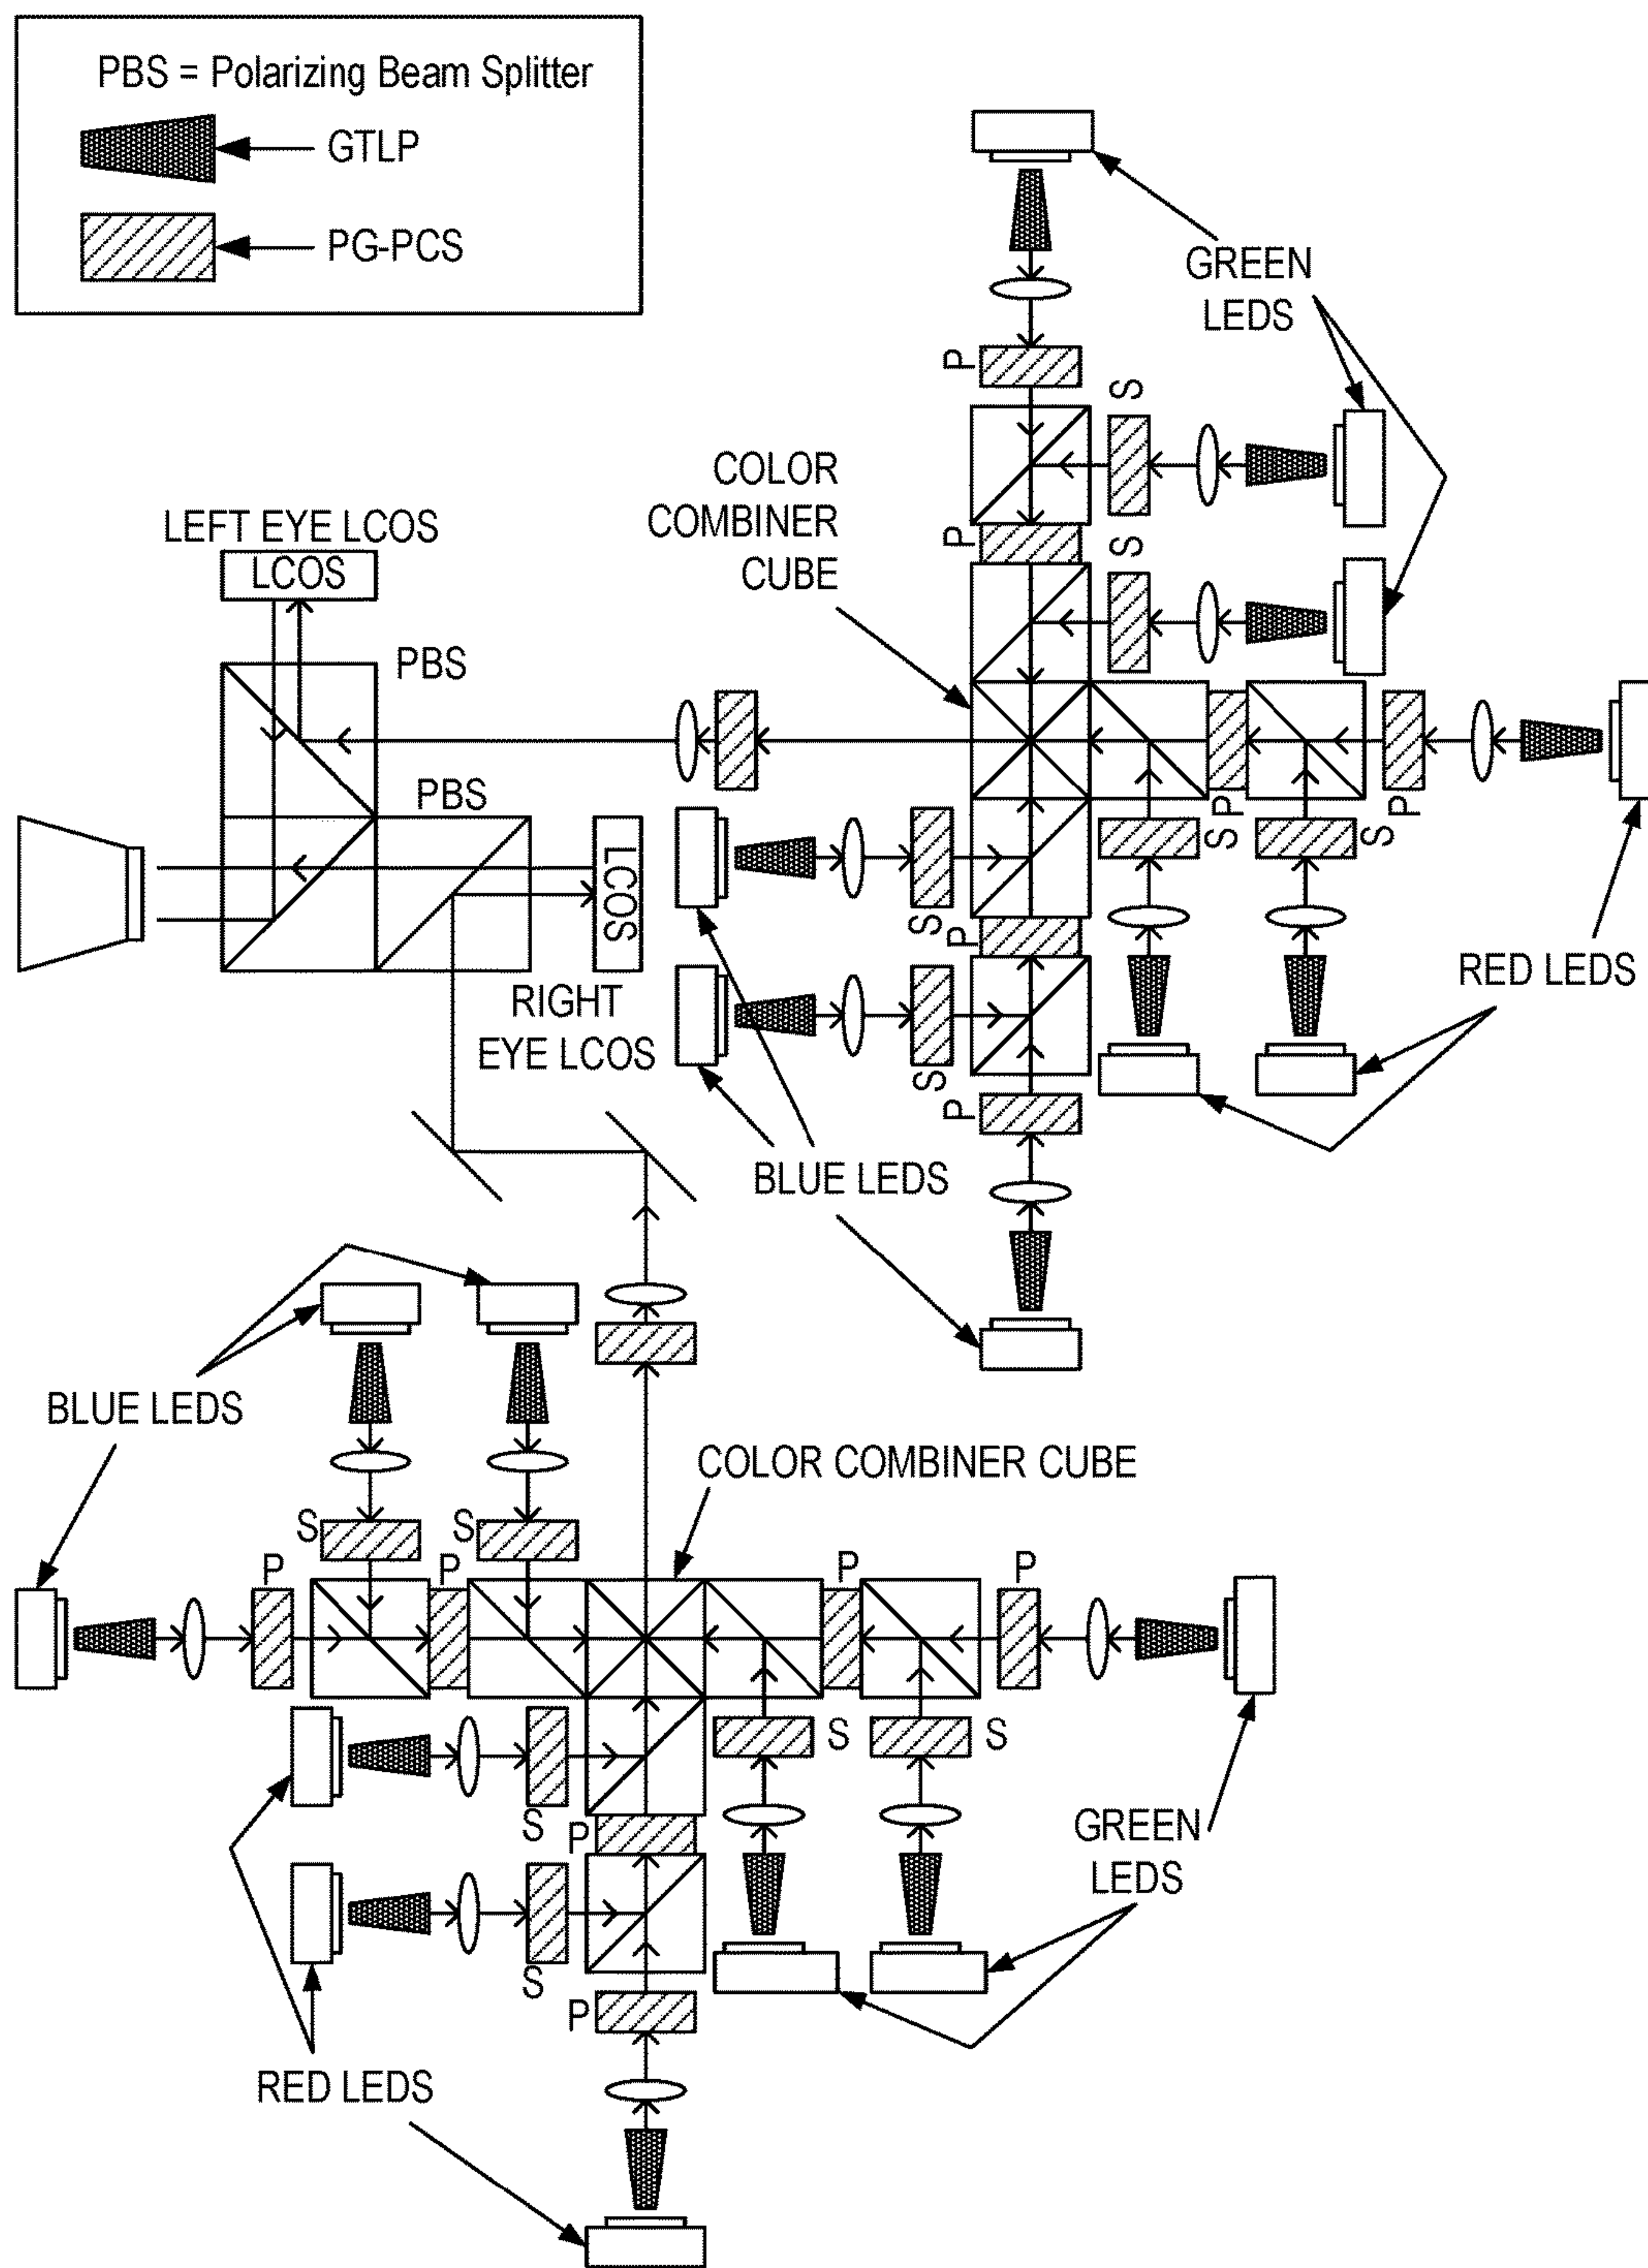 PBS = Polarizing Beam Splitter
GTLP
PG-PCS
GREEN
LEDS
P
S
COLOR
COMBINER
CUBE
P
S
LEFT EYE LCOS
LCOS
PBS
PBS
LCOS
RIGHT
EYE LCOS
S
P
S
P
P
S
S
P
P
S
RED LEDS
BLUE LEDS
BLUE LEDS
COLOR COMBINER CUBE
S
S
P
P
P
P
S
S
S
P
S
P
GREEN
LEDS
RED LEDS